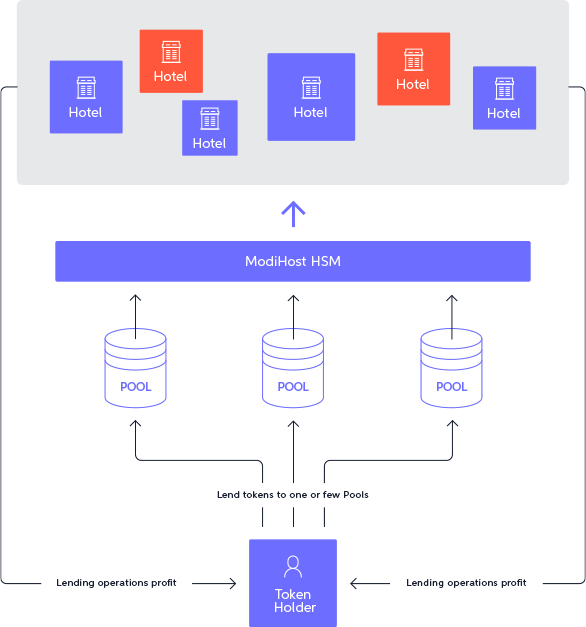 Hotel
Hotel
Hotel
Hotel
Hotel
Hotel
ModiHost HSM
POOL
POOL
POOL
Lend tokens to one or few Pools
Lending operations profit
Token
Holder
Lending operations profit